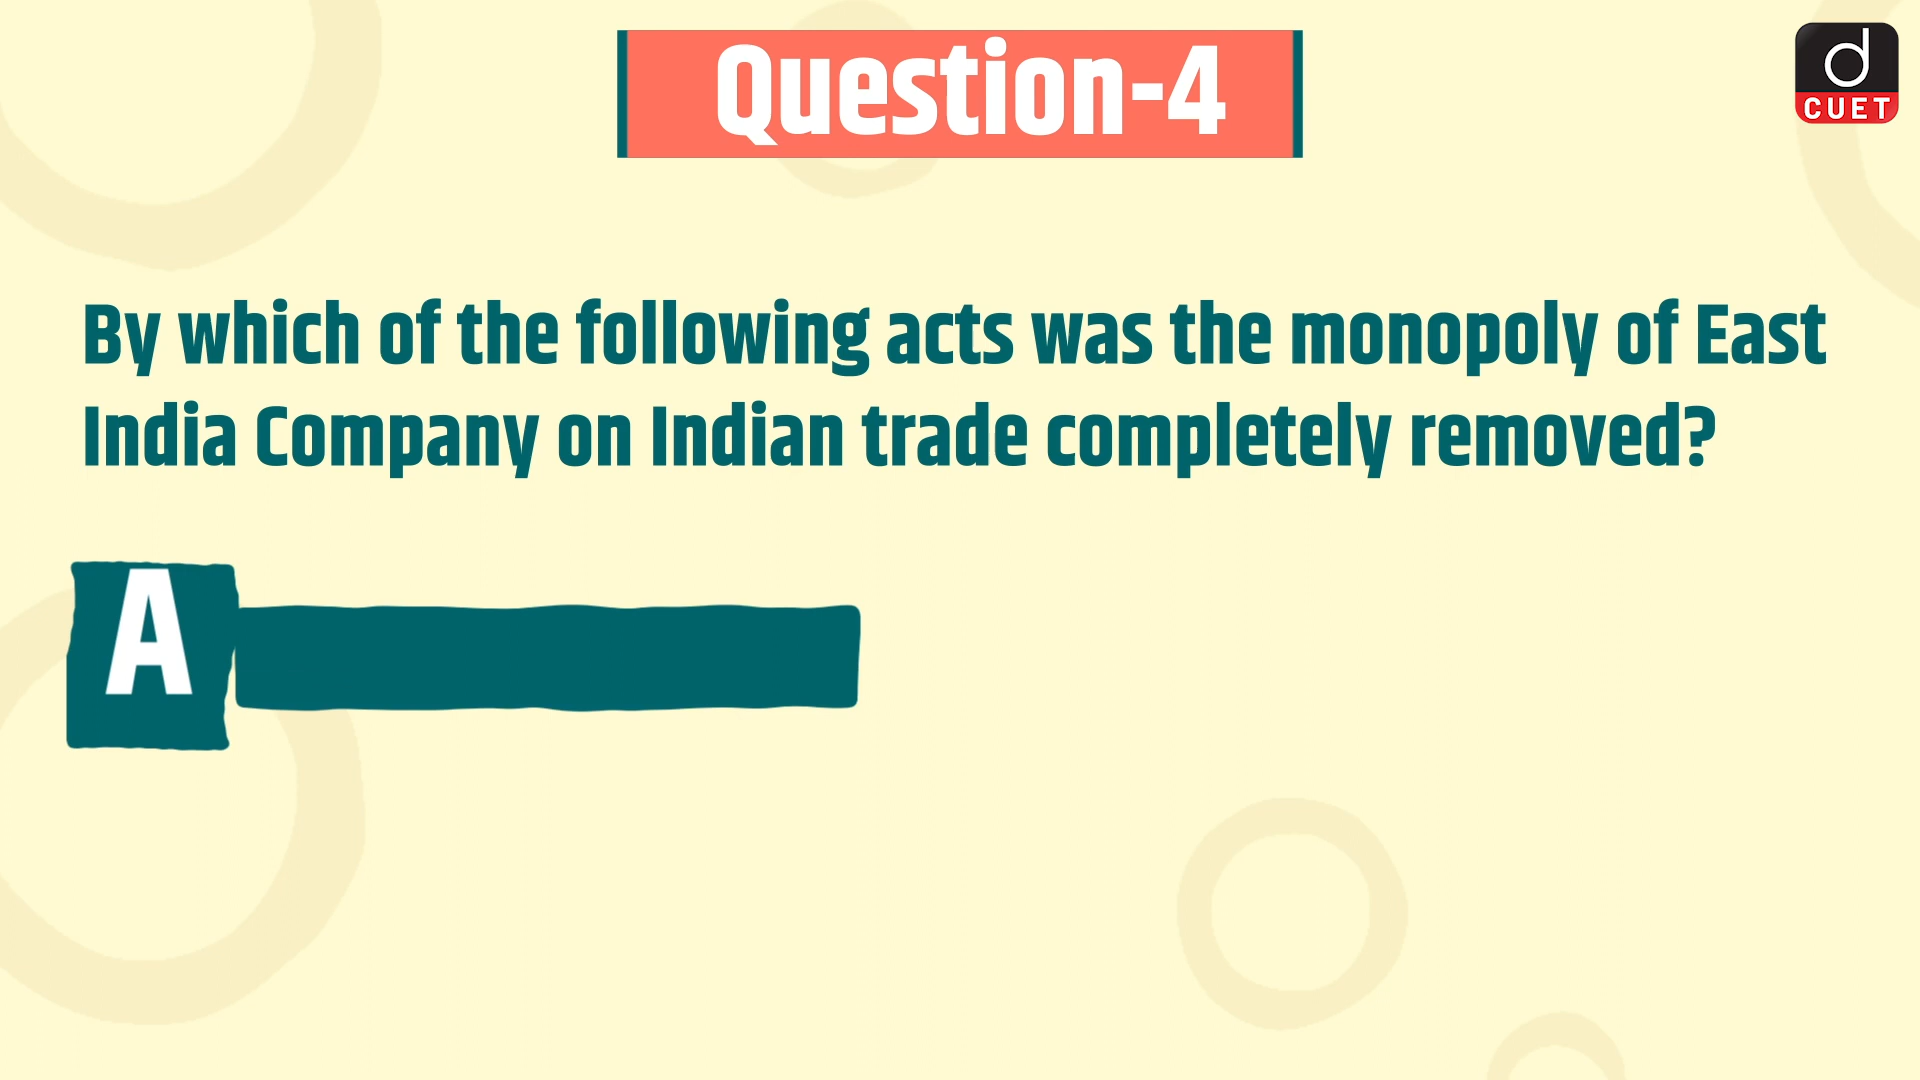 Question-4
d
CUET
By which of the following acts was the monopoly of East
India Company on Indian trade completely removed?
A